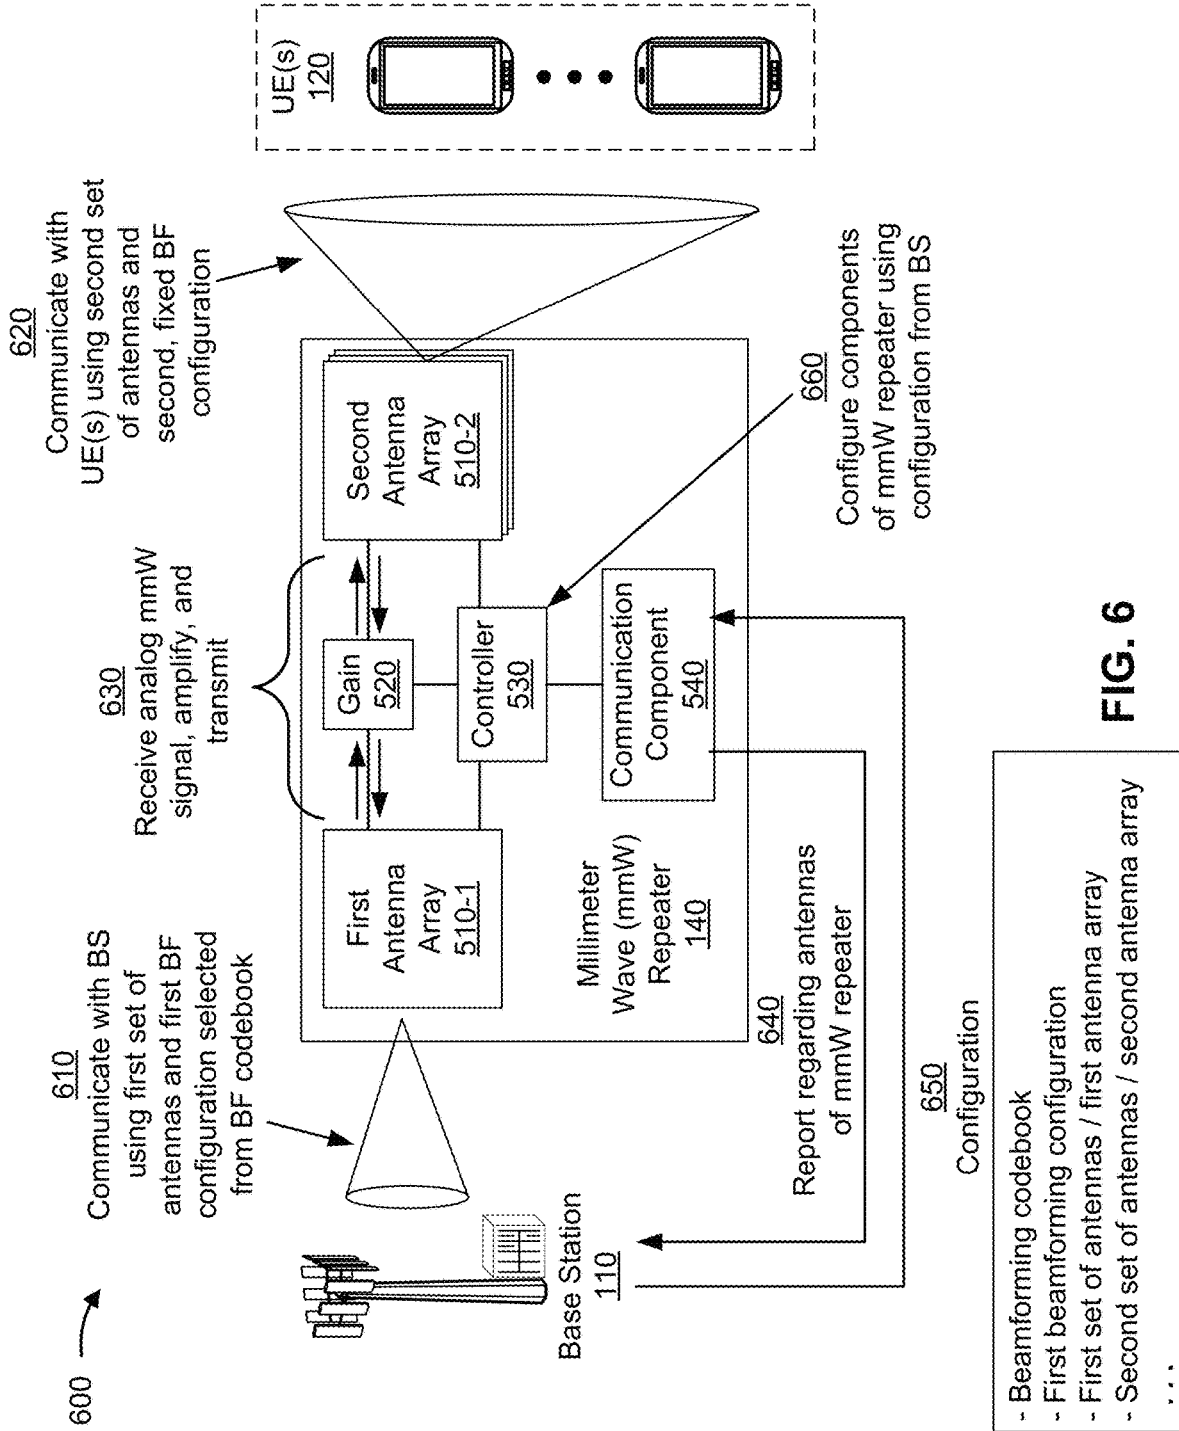 600
610
Communicate with BS
using first set of
antennas and first BF
configuration selected
from BF codebook
630
Receive analog mmW
signal, amplify, and
transmit
620
Communicate with
UE(s) using second set
of antennas and
second, fixed BF
configuration
First
Antenna
Array
510-1
Gain
520
Second
Antenna
Array
510-2
Controller
530
Communication
Component
540
Millimeter
Wave (mmW)
Repeater
140
UE(s)
120
Base Station
110
640
Report regarding antennas
of mmW repeater
660
Configure components
of mmW repeater using
configuration from BS
650
Configuration
- Beamforming codebook
- First beamforming configuration
- First set of antennas / first antenna array
- Second set of antennas / second antenna array
FIG. 6